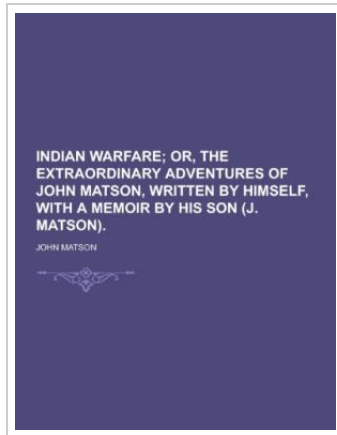 INDIAN WARFARE; OR, THE
EXTRAORDINARY ADVENTURES OF
JOHN MATSON, WRITTEN BY HIMSELF,
WITH A MEMOIR BY HIS SON (J.
MATSON).
JOHN MATSON